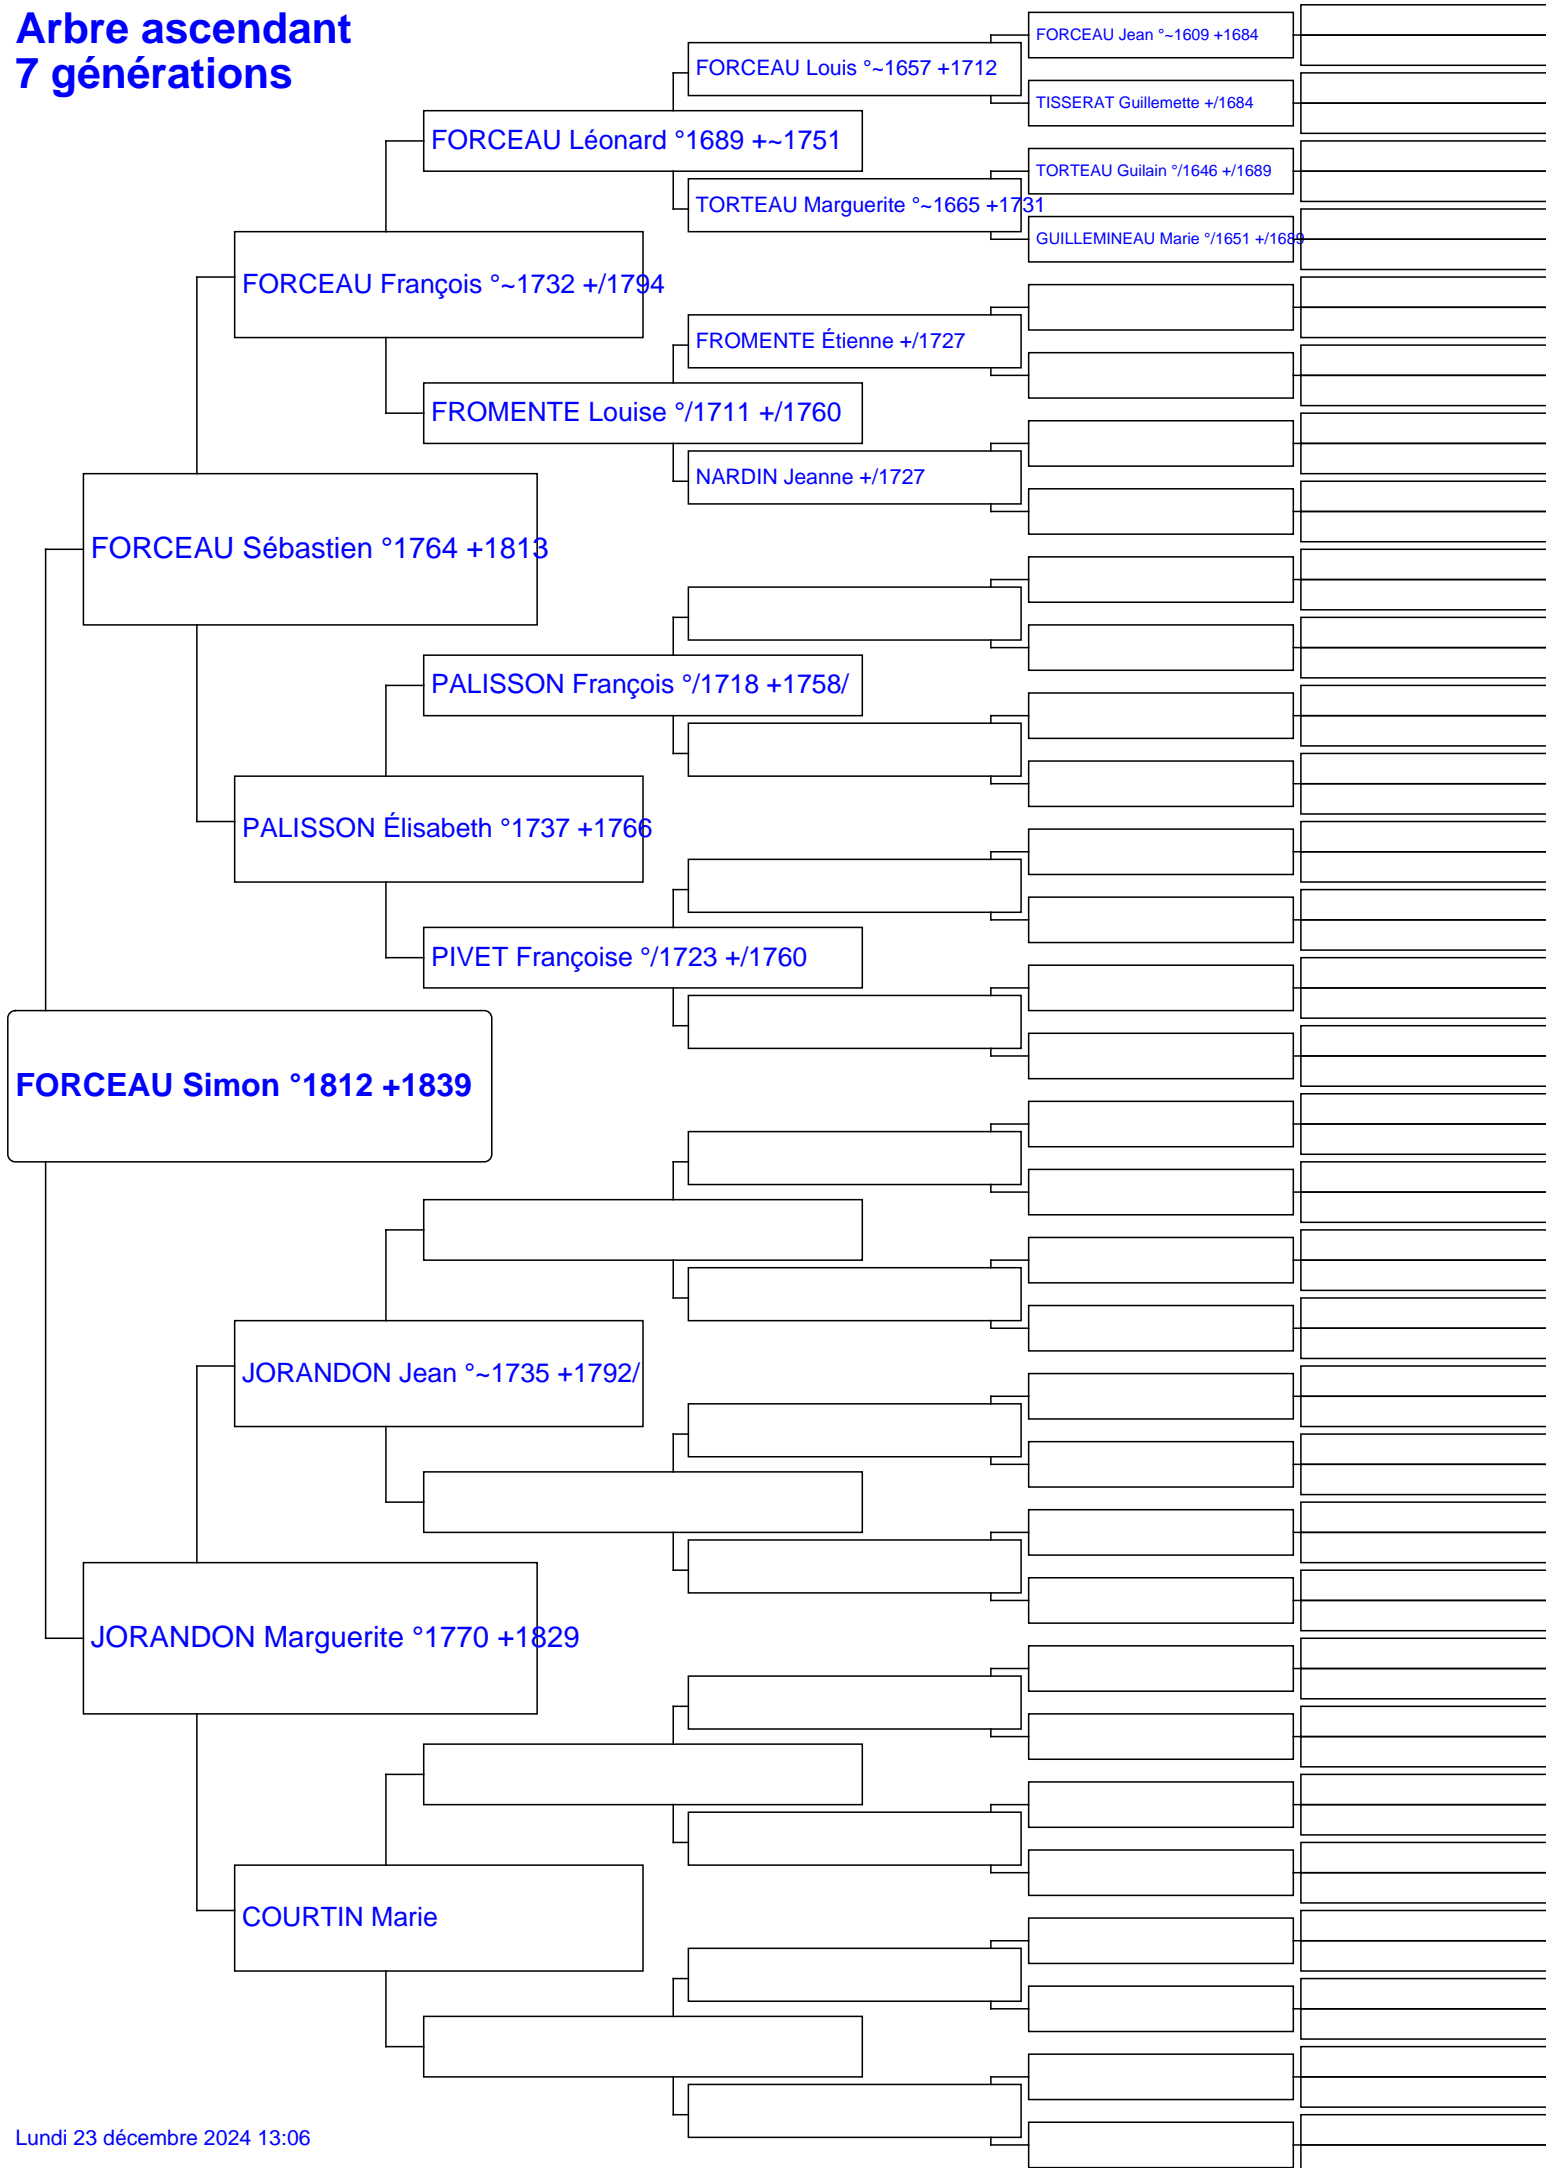 Arbre ascendant
7 générations
FORCEAU Jean °~1609 +1684
FORCEAU Louis °~1657 +1712
TISSERAT Guillemette +/1684
FORCEAU Léonard °1689 +~1751
TORTEAU Guilain °/1646 +/1689
TORTEAU Marguerite °~1665 +1731
GUILLEMINEAU Marie °/1651 +/1689
FORCEAU François °~1732 +/1794
FROMENTE Étienne +/1727
FROMENTE Louise °/1711 +/1760
NARDIN Jeanne +/1727
FORCEAU Sébastien °1764 +1813
PALISSON François °/1718 +1758/
PALISSON Élisabeth °1737 +1766
PIVET Françoise °/1723 +/1760
FORCEAU Simon °1812 +1839
JORANDON Jean °~1735 +1792/
JORANDON Marguerite °1770 +1829
COURTIN Marie
Lundi 23 décembre 2024 13:06